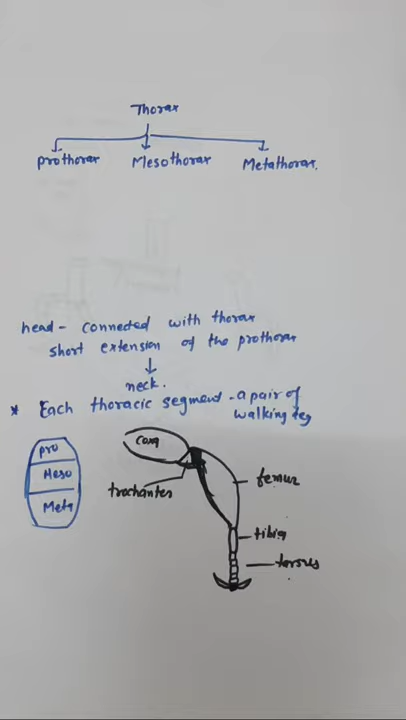 Thorax
Prothorax Mesothorax Metathorax.
head - connected with thorax
short extension of the prothorax
neck.
* Each thoracic segment - a pair of
walking leg
coxa
pro
Meso
Meta
trochanter
femur
tibia
tarsus